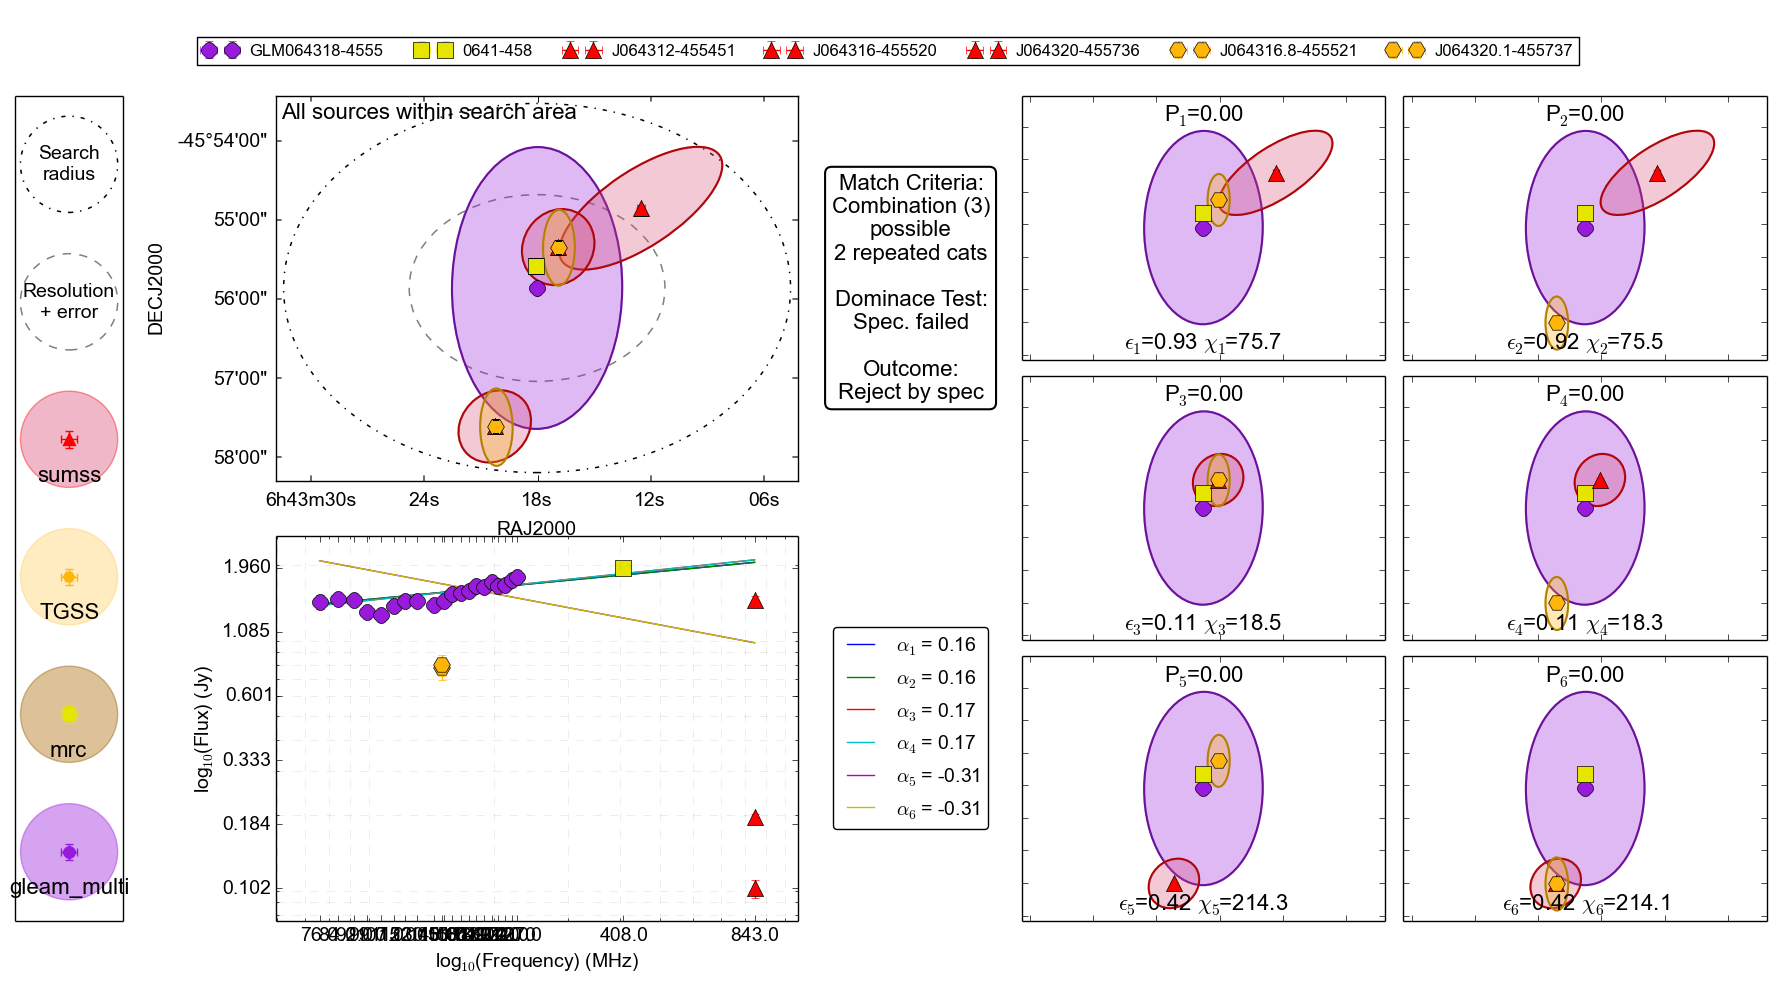 GLM064318-4555 0641-458 J064312-455451 J064316-455520 J064320-455736 J064316.8-455521 J064320.1-455737
Search
radius
Resolution
+ error
sumss
TGSS
mrc
gleam_multi
All sources within search area
DECJ2000
-45°54'00"
55'00"
56'00"
57'00"
58'00"
6h43m30s 24s 18s 12s 06s
RAJ2000
Match Criteria:
Combination (3)
possible
2 repeated cats
Dominace Test:
Spec. failed
Outcome:
Reject by spec
log₁₀(Flux) (Jy)
1.960
1.085
0.601
0.333
0.184
0.102
408.0 843.0
log₁₀(Frequency) (MHz)
α₁ = 0.16
α₂ = 0.16
α₃ = 0.17
α₄ = 0.17
α₅ = -0.31
α₆ = -0.31
P₁=0.00
ϵ₁=0.93 χ₁=75.7
P₂=0.00
ϵ₂=0.92 χ₂=75.5
P₃=0.00
ϵ₃=0.11 χ₃=18.5
P₄=0.00
ϵ₄=0.11 χ₄=18.3
P₅=0.00
ϵ₅=0.42 χ₅=214.3
P₆=0.00
ϵ₆=0.42 χ₆=214.1